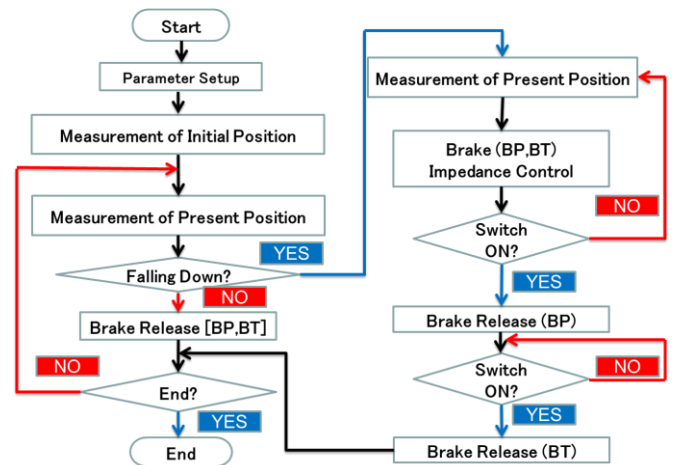 Start
Parameter Setup
Measurement of Initial Position
Measurement of Present Position
YES
Falling Down?
NO
Brake Release [BP,BT]
NO
End?
YES
End
Measurement of Present Position
Brake (BP,BT)
Impedance Control
NO
Switch
ON?
YES
Brake Release (BP)
NO
Switch
ON?
YES
Brake Release (BT)